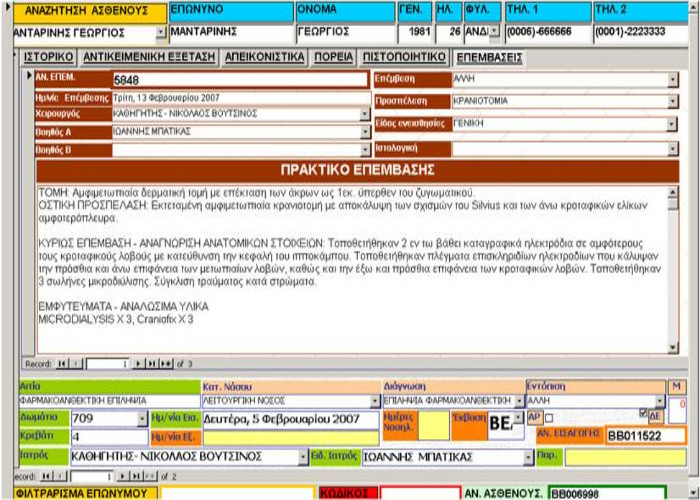 ΑΝΑΖΗΤΗΣΗ ΑΣΘΕΝΟΥΣ ΕΠΩΝΥΜΟ ΟΝΟΜΑ ΓΕΝ. ΗΛ. ΦΥΛ. ΤΗΛ. 1 ΤΗΛ. 2
ΑΝΤΑΡΙΝΗΣ ΓΕΩΡΓΙΟΣ ΜΑΝΤΑΡΙΝΗΣ ΓΕΩΡΓΙΟΣ 1981 26 ΑΝΔ (0006)-666666 (0001)-2223333
ΙΣΤΟΡΙΚΟ ΑΝΤΙΚΕΙΜΕΝΙΚΗ ΕΞΕΤΑΣΗ ΑΠΕΙΚΟΝΙΣΤΙΚΑ ΠΟΡΕΙΑ ΠΙΣΤΟΠΟΙΗΤΙΚΟ ΕΠΕΜΒΑΣΕΙΣ
ΑΝ. ΕΠΕΜ. 5848 Επέμβαση ΑΛΛΗ
Ημ/νία Επέμβασης Τρίτη, 13 Φεβρουαρίου 2007 Προσπέλαση ΚΡΑΝΙΟΤΟΜΙΑ
Χειρουργός ΚΑΘΗΓΗΤΗΣ - ΝΙΚΟΛΑΟΣ ΒΟΥΤΣΙΝΟΣ Είδος αναισθησίας ΓΕΝΙΚΗ
Βοηθός Α ΙΩΑΝΝΗΣ ΜΠΑΤΙΚΑΣ
Βοηθός Β Ιστολογική
ΠΡΑΚΤΙΚΟ ΕΠΕΜΒΑΣΗΣ
ΤΟΜΗ: Αμφιμετωπιαία δερματική τομή με επέκταση των άκρων ως 1εκ. ύπερθεν του ζυγωματικού.
ΟΣΤΙΚΗ ΠΡΟΣΠΕΛΑΣΗ: Εκτεταμένη αμφιμετωπιαία κρανιοτομή με αποκάλυψη των σχισμών του Silvius και των άνω κροταφικών ελίκων
αμφοτερόπλευρα.
ΚΥΡΙΩΣ ΕΠΕΜΒΑΣΗ - ΑΝΑΓΝΩΡΙΣΗ ΑΝΑΤΟΜΙΚΩΝ ΣΤΟΙΧΕΙΩΝ: Τοποθετήθηκαν 2 εν τω βάθει καταγραφικά ηλεκτρόδια σε αμφότερους
τους κροταφικούς λοβούς με κατεύθυνση την κεφαλή του ιπποκάμπου. Τοποθετήθηκαν πλέγματα επισκληριδίων ηλεκτροδίων που κάλυψαν
την πρόσθια και άνω επιφάνεια των μετωπιαίων λοβών, καθώς και την έξω και πρόσθια επιφάνεια των κροταφικών λοβών. Τοποθετήθηκαν
3 σωλήνες μικροδιύλισης. Σύγκλιση τραύματος κατά στρώματα.
ΕΜΦΥΤΕΥΜΑΤΑ - ΑΝΑΛΩΣΙΜΑ ΥΛΙΚΑ
MICRODIALYSIS X 3, Craniofix X 3
Record: 1 of 3
Αιτία Κατ. Νόσου Διάγνωση Εντόπιση Μ
ΦΑΡΜΑΚΟΑΝΘΕΚΤΙΚΗ ΕΠΙΛΗΨΙΑ ΛΕΙΤΟΥΡΓΙΚΗ ΝΟΣΟΣ ΕΠΙΛΗΨΙΑ ΦΑΡΜΑΚΟΑΝΘΕΚΤΙΚΗ ΑΛΛΗ 0
Δωμάτιο 709 Ημ/νία Εισ. Δευτέρα, 5 Φεβρουαρίου 2007 Ημέρες Νοσηλ. Έκβαση ΒΕ ΑΡ ΔΕ
Κρεβάτι 4 Ημ/νία Εξ. ΑΝ. ΕΙΣΑΓΩΓΗΣ BB011522
Ιατρός ΚΑΘΗΓΗΤΗΣ - ΝΙΚΟΛΑΟΣ ΒΟΥΤΣΙΝΟΣ Ειδ. Ιατρός ΙΩΑΝΝΗΣ ΜΠΑΤΙΚΑΣ Παρ.
ecord: 1 of 2
ΦΙΛΤΡΑΡΙΣΜΑ ΕΠΩΝΥΜΟΥ ΚΩΔΙΚΟΣ ΑΝ. ΑΣΘΕΝΟΥΣ. BB006998